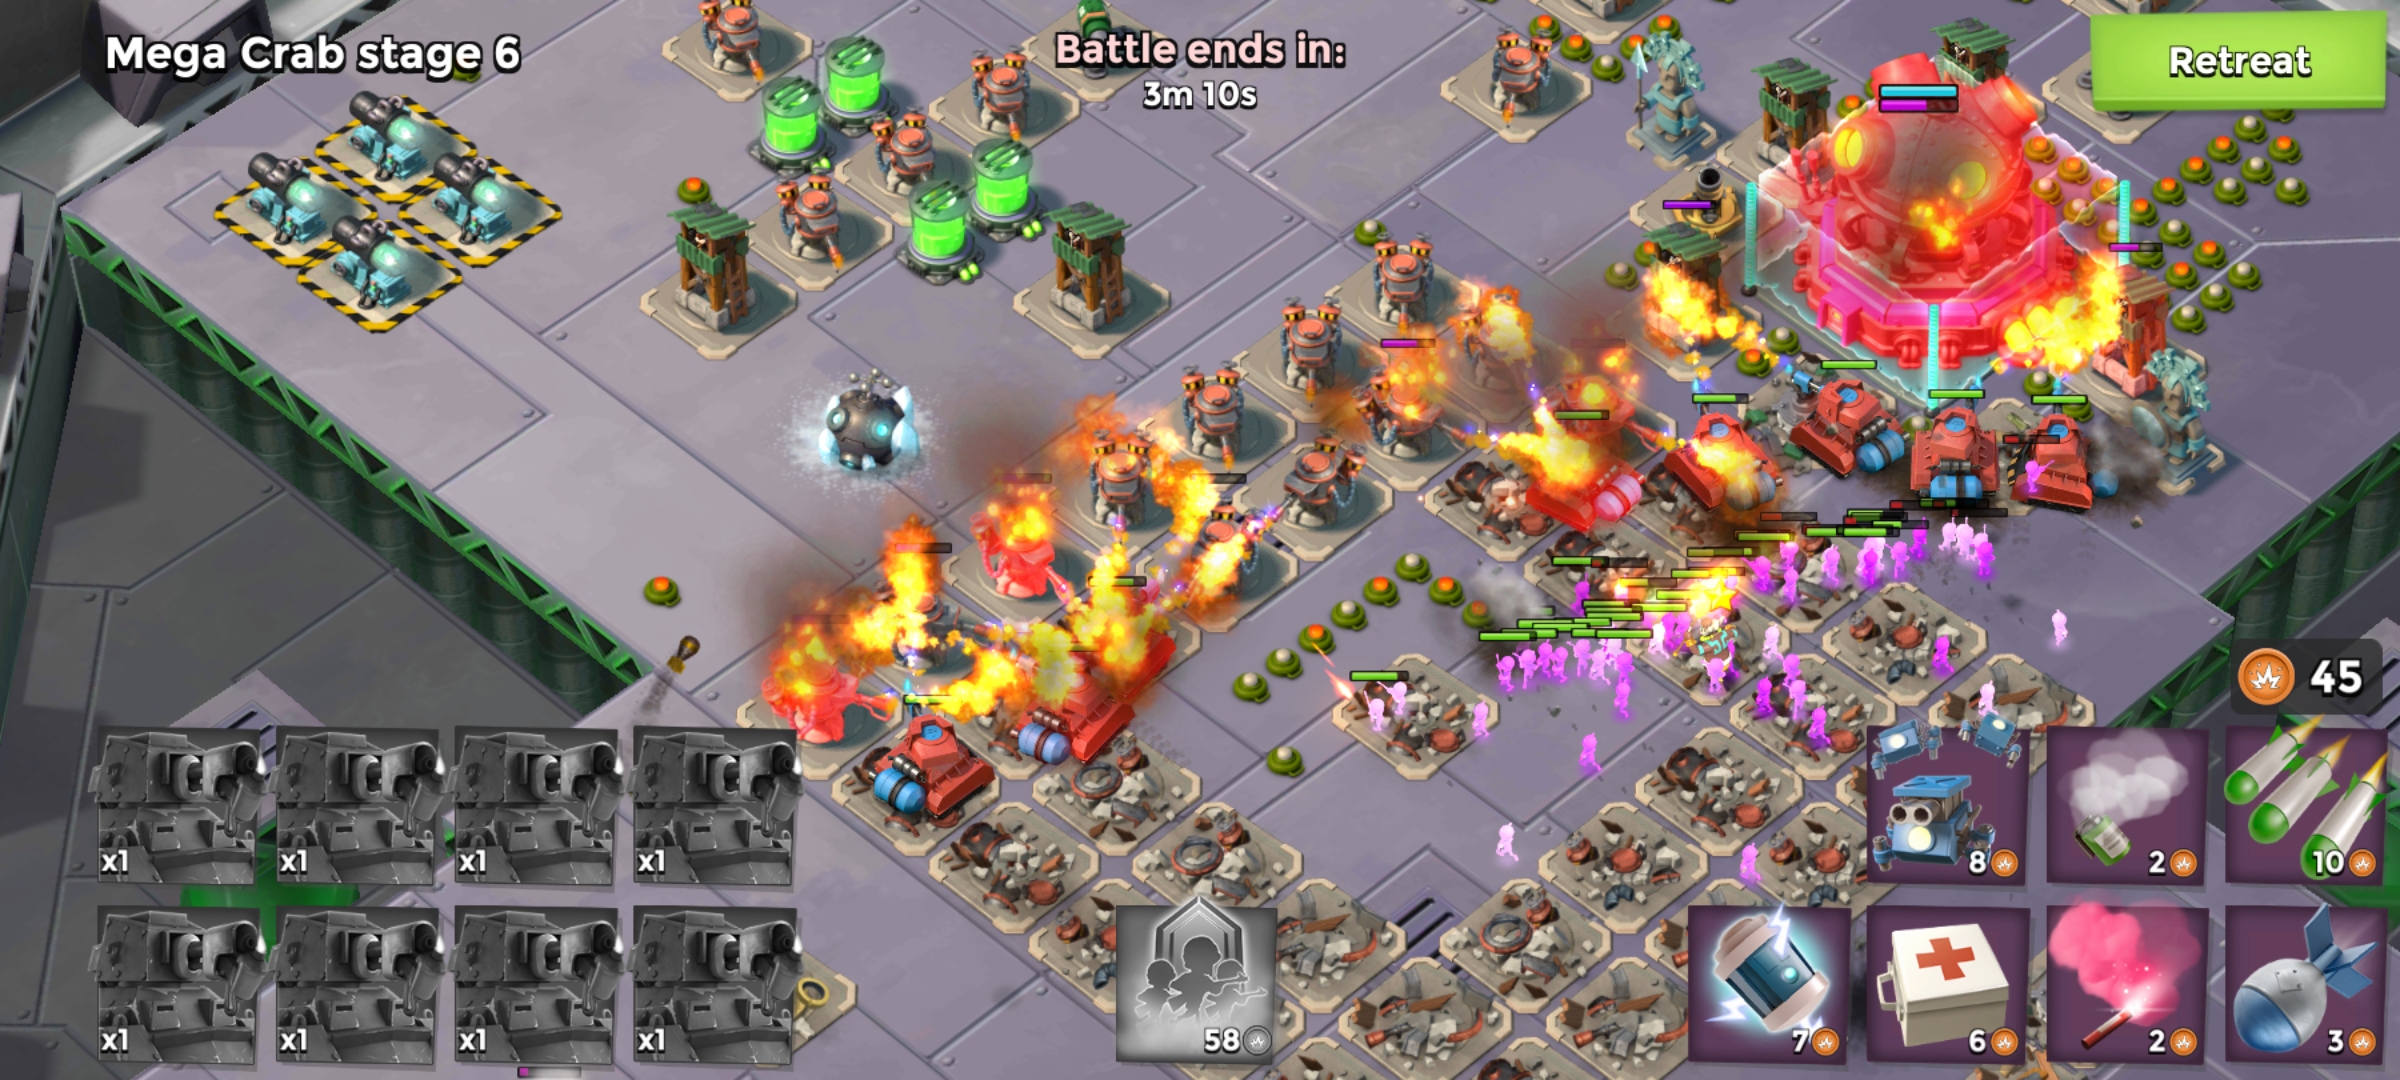 Mega Crab stage 6
Battle ends in:
3m 10s
Retreat
45
x1
x1
x1
x1
8
2
10
x1
x1
x1
x1
58
7
6
2
3